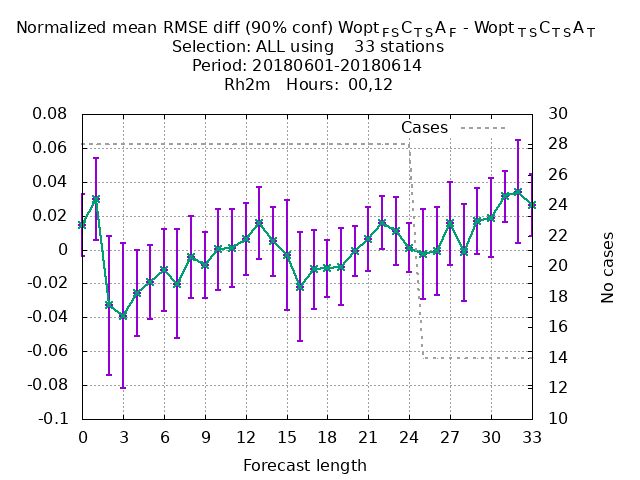 Normalized mean RMSE diff (90% conf) Wopt FS C TS A F - Wopt TS C TS A T
Selection: ALL using 33 stations
Period: 20180601-20180614
Rh2m Hours: 00,12
Cases
0.08
0.06
0.04
0.02
0
-0.02
-0.04
-0.06
-0.08
-0.1
30
28
26
24
22
20
18
16
14
12
10
No cases
0 3 6 9 12 15 18 21 24 27 30 33
Forecast length